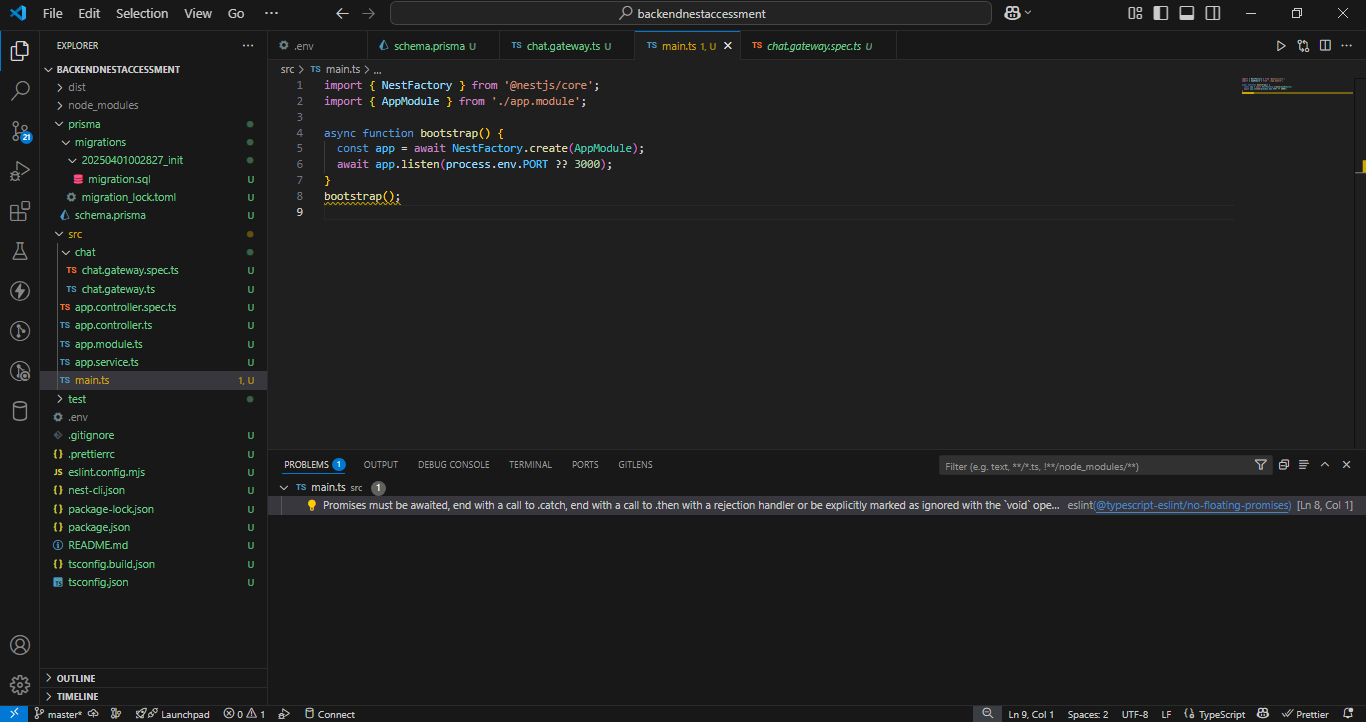 File Edit Selection View Go ··· backendnestaccessment
EXPLORER ···
BACKENDNESTACCESSMENT
dist
node_modules
prisma
migrations
20250401002827_init
migration.sql U
migration_lock.toml U
schema.prisma U
src
chat
TS chat.gateway.spec.ts U
TS chat.gateway.ts U
TS app.controller.spec.ts U
TS app.controller.ts U
TS app.module.ts U
TS app.service.ts U
TS main.ts 1, U
test
.env
.gitignore U
{} .prettierrc U
JS eslint.config.mjs U
{} nest-cli.json U
{} package-lock.json U
{} package.json U
README.md U
{} tsconfig.build.json U
TS tsconfig.json U
OUTLINE
TIMELINE
.env schema.prisma U TS chat.gateway.ts U TS main.ts 1, U TS chat.gateway.spec.ts U ···
src > TS main.ts > ...
1 import { NestFactory } from '@nestjs/core';
2 import { AppModule } from './app.module';
3
4 async function bootstrap() {
5 const app = await NestFactory.create(AppModule);
6 await app.listen(process.env.PORT ?? 3000);
7 }
8 bootstrap();
9
PROBLEMS 1 OUTPUT DEBUG CONSOLE TERMINAL PORTS GITLENS Filter (e.g. text, **/*.ts, !**/node_modules/**)
TS main.ts src 1
Promises must be awaited, end with a call to .catch, end with a call to .then with a rejection handler or be explicitly marked as ignored with the `void` ope... eslint(@typescript-eslint/no-floating-promises) [Ln 8, Col 1]
21
master* Launchpad 0 1 Connect Ln 9, Col 1 Spaces: 2 UTF-8 LF {} TypeScript Prettier